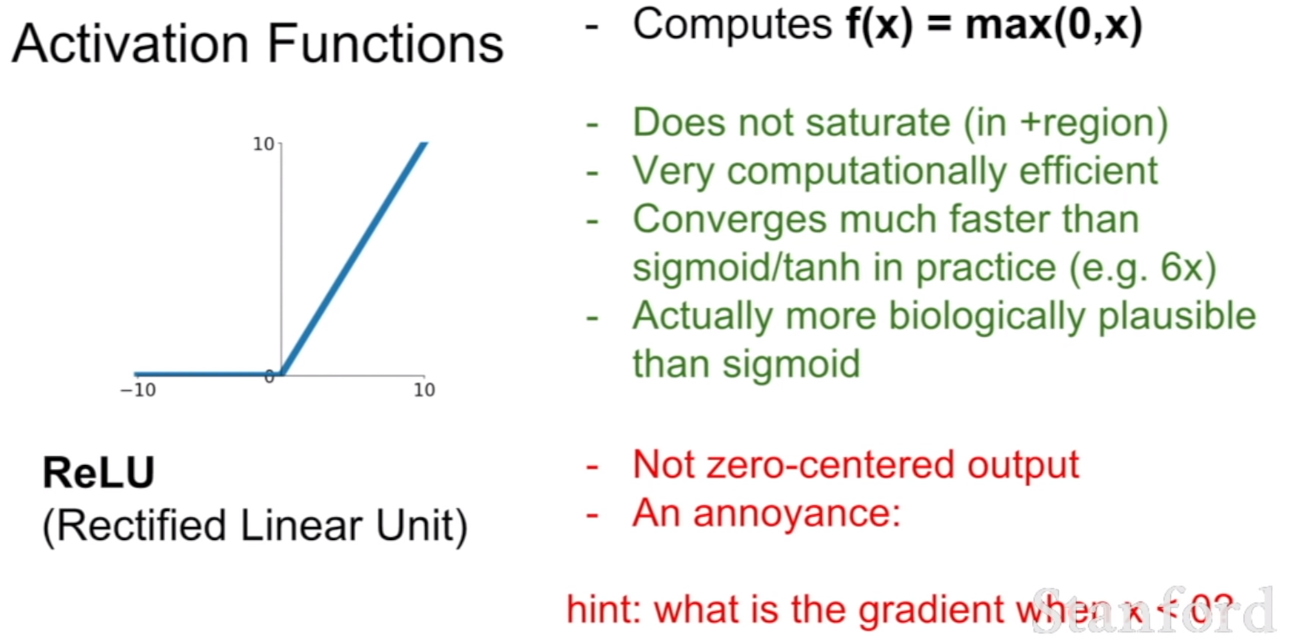 Activation Functions
10
0
−10
10
ReLU
(Rectified Linear Unit)
- Computes f(x) = max(0,x)
- Does not saturate (in +region)
- Very computationally efficient
- Converges much faster than
sigmoid/tanh in practice (e.g. 6x)
- Actually more biologically plausible
than sigmoid
- Not zero-centered output
- An annoyance:
hint: what is the gradient when x < 0?
Stanford